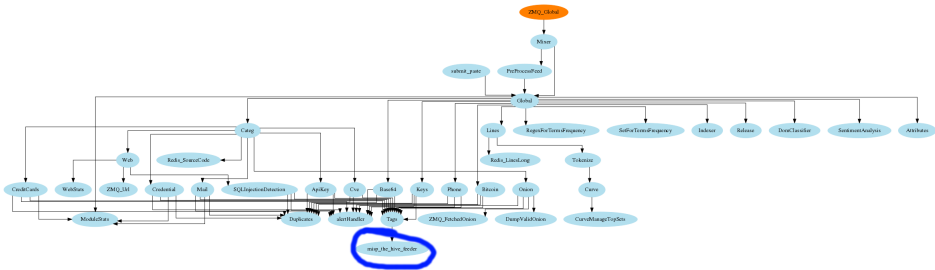 ZMQ_Global
Mixer
submit_paste
PreProcessFeed
Global
Categ
Lines
RegexForTermsFrequency
SetForTermsFrequency
Indexer
Release
DomClassifier
SentimentAnalysis
Attributes
Web
Redis_SourceCode
Redis_LinesLong
Tokenize
CreditCards
WebStats
ZMQ_Url
Credential
Mail
SQLInjectionDetection
ApiKey
Cve
Base64
Keys
Phone
Bitcoin
Onion
Curve
ModuleStats
Duplicates
alertHandler
Tags
ZMQ_FetchedOnion
DumpValidOnion
CurveManageTopSets
misp_the_hive_feeder